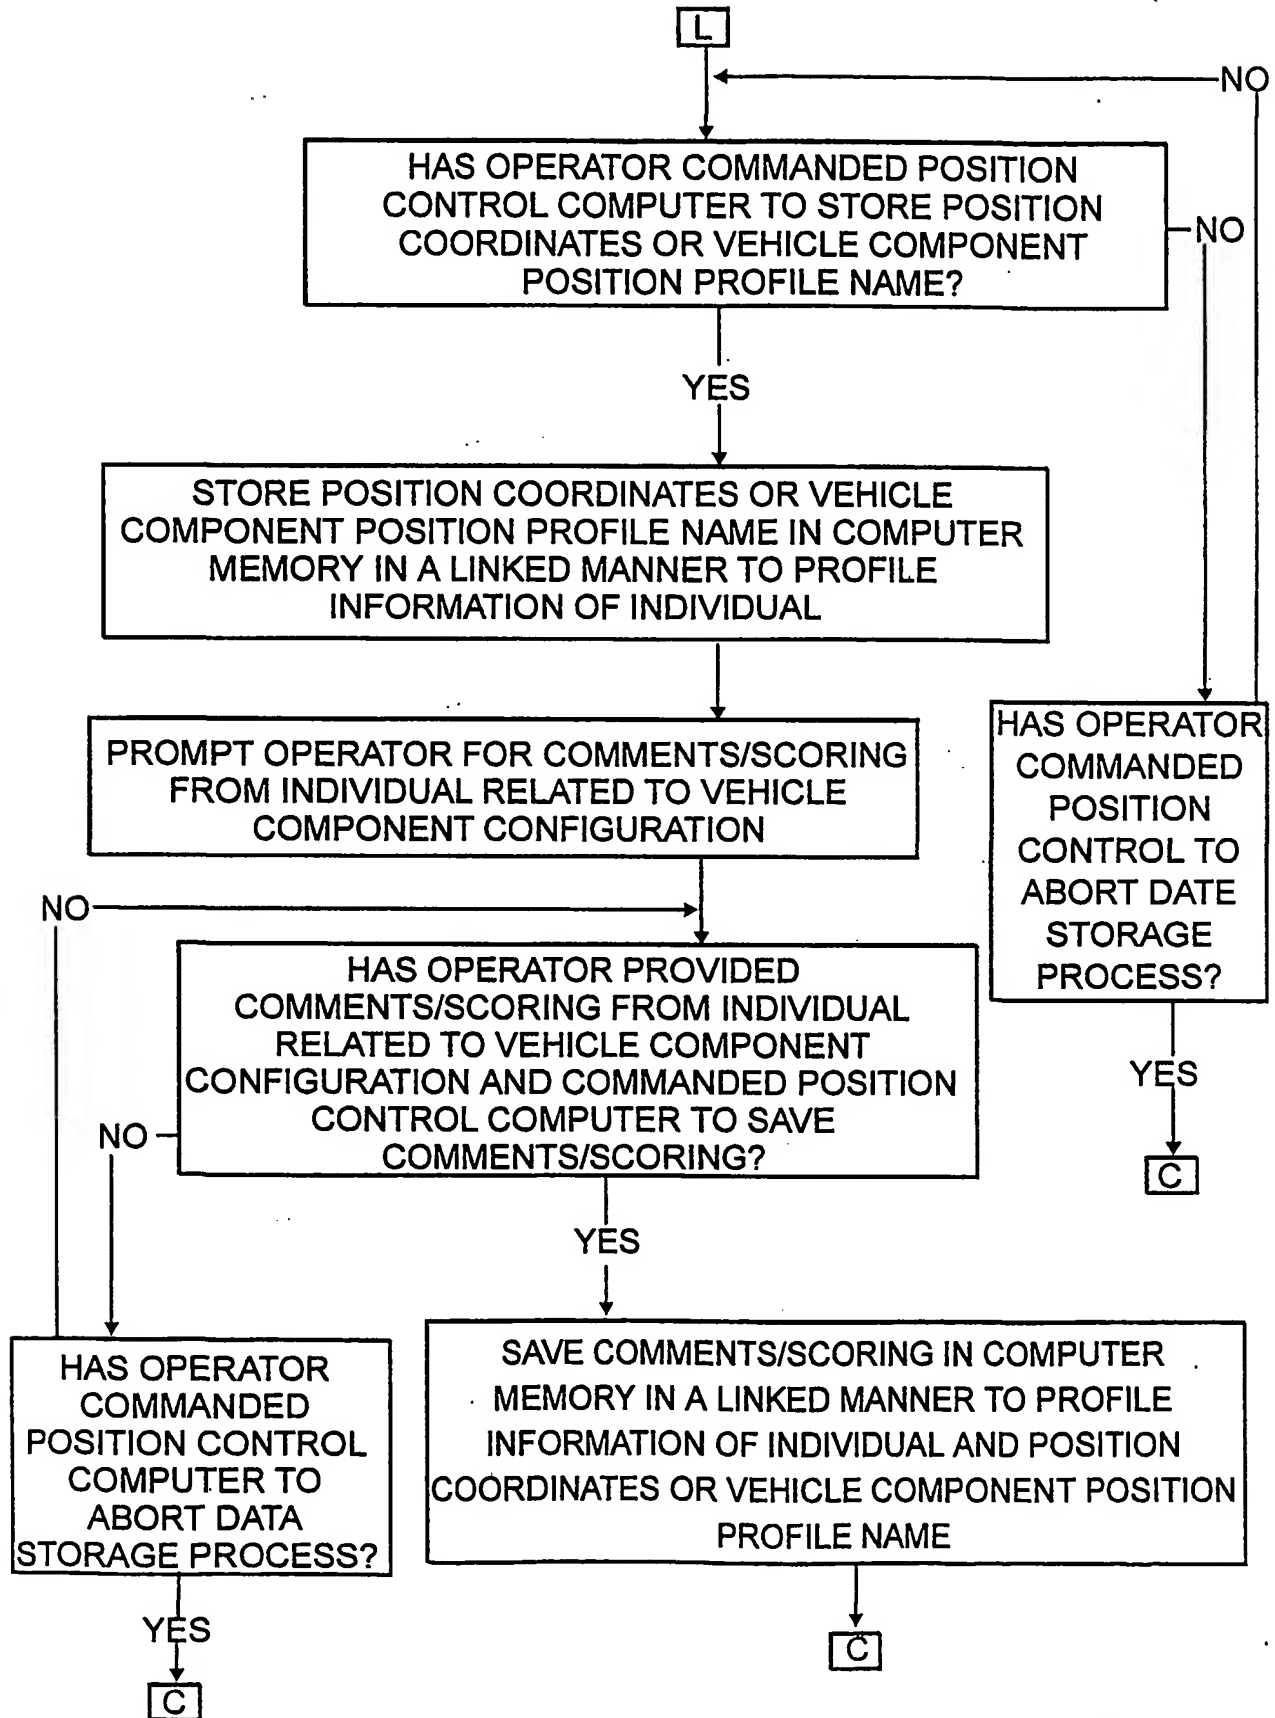 L
NO
HAS OPERATOR COMMANDED POSITION
CONTROL COMPUTER TO STORE POSITION
COORDINATES OR VEHICLE COMPONENT
POSITION PROFILE NAME?
NO
YES
STORE POSITION COORDINATES OR VEHICLE
COMPONENT POSITION PROFILE NAME IN COMPUTER
MEMORY IN A LINKED MANNER TO PROFILE
INFORMATION OF INDIVIDUAL
PROMPT OPERATOR FOR COMMENTS/SCORING
FROM INDIVIDUAL RELATED TO VEHICLE
COMPONENT CONFIGURATION
HAS OPERATOR
COMMANDED
POSITION
CONTROL TO
ABORT DATE
STORAGE
PROCESS?
YES
C
NO
HAS OPERATOR PROVIDED
COMMENTS/SCORING FROM INDIVIDUAL
RELATED TO VEHICLE COMPONENT
CONFIGURATION AND COMMANDED POSITION
CONTROL COMPUTER TO SAVE
COMMENTS/SCORING?
NO
YES
HAS OPERATOR
COMMANDED
POSITION CONTROL
COMPUTER TO
ABORT DATA
STORAGE PROCESS?
YES
C
SAVE COMMENTS/SCORING IN COMPUTER
MEMORY IN A LINKED MANNER TO PROFILE
INFORMATION OF INDIVIDUAL AND POSITION
COORDINATES OR VEHICLE COMPONENT POSITION
PROFILE NAME
C